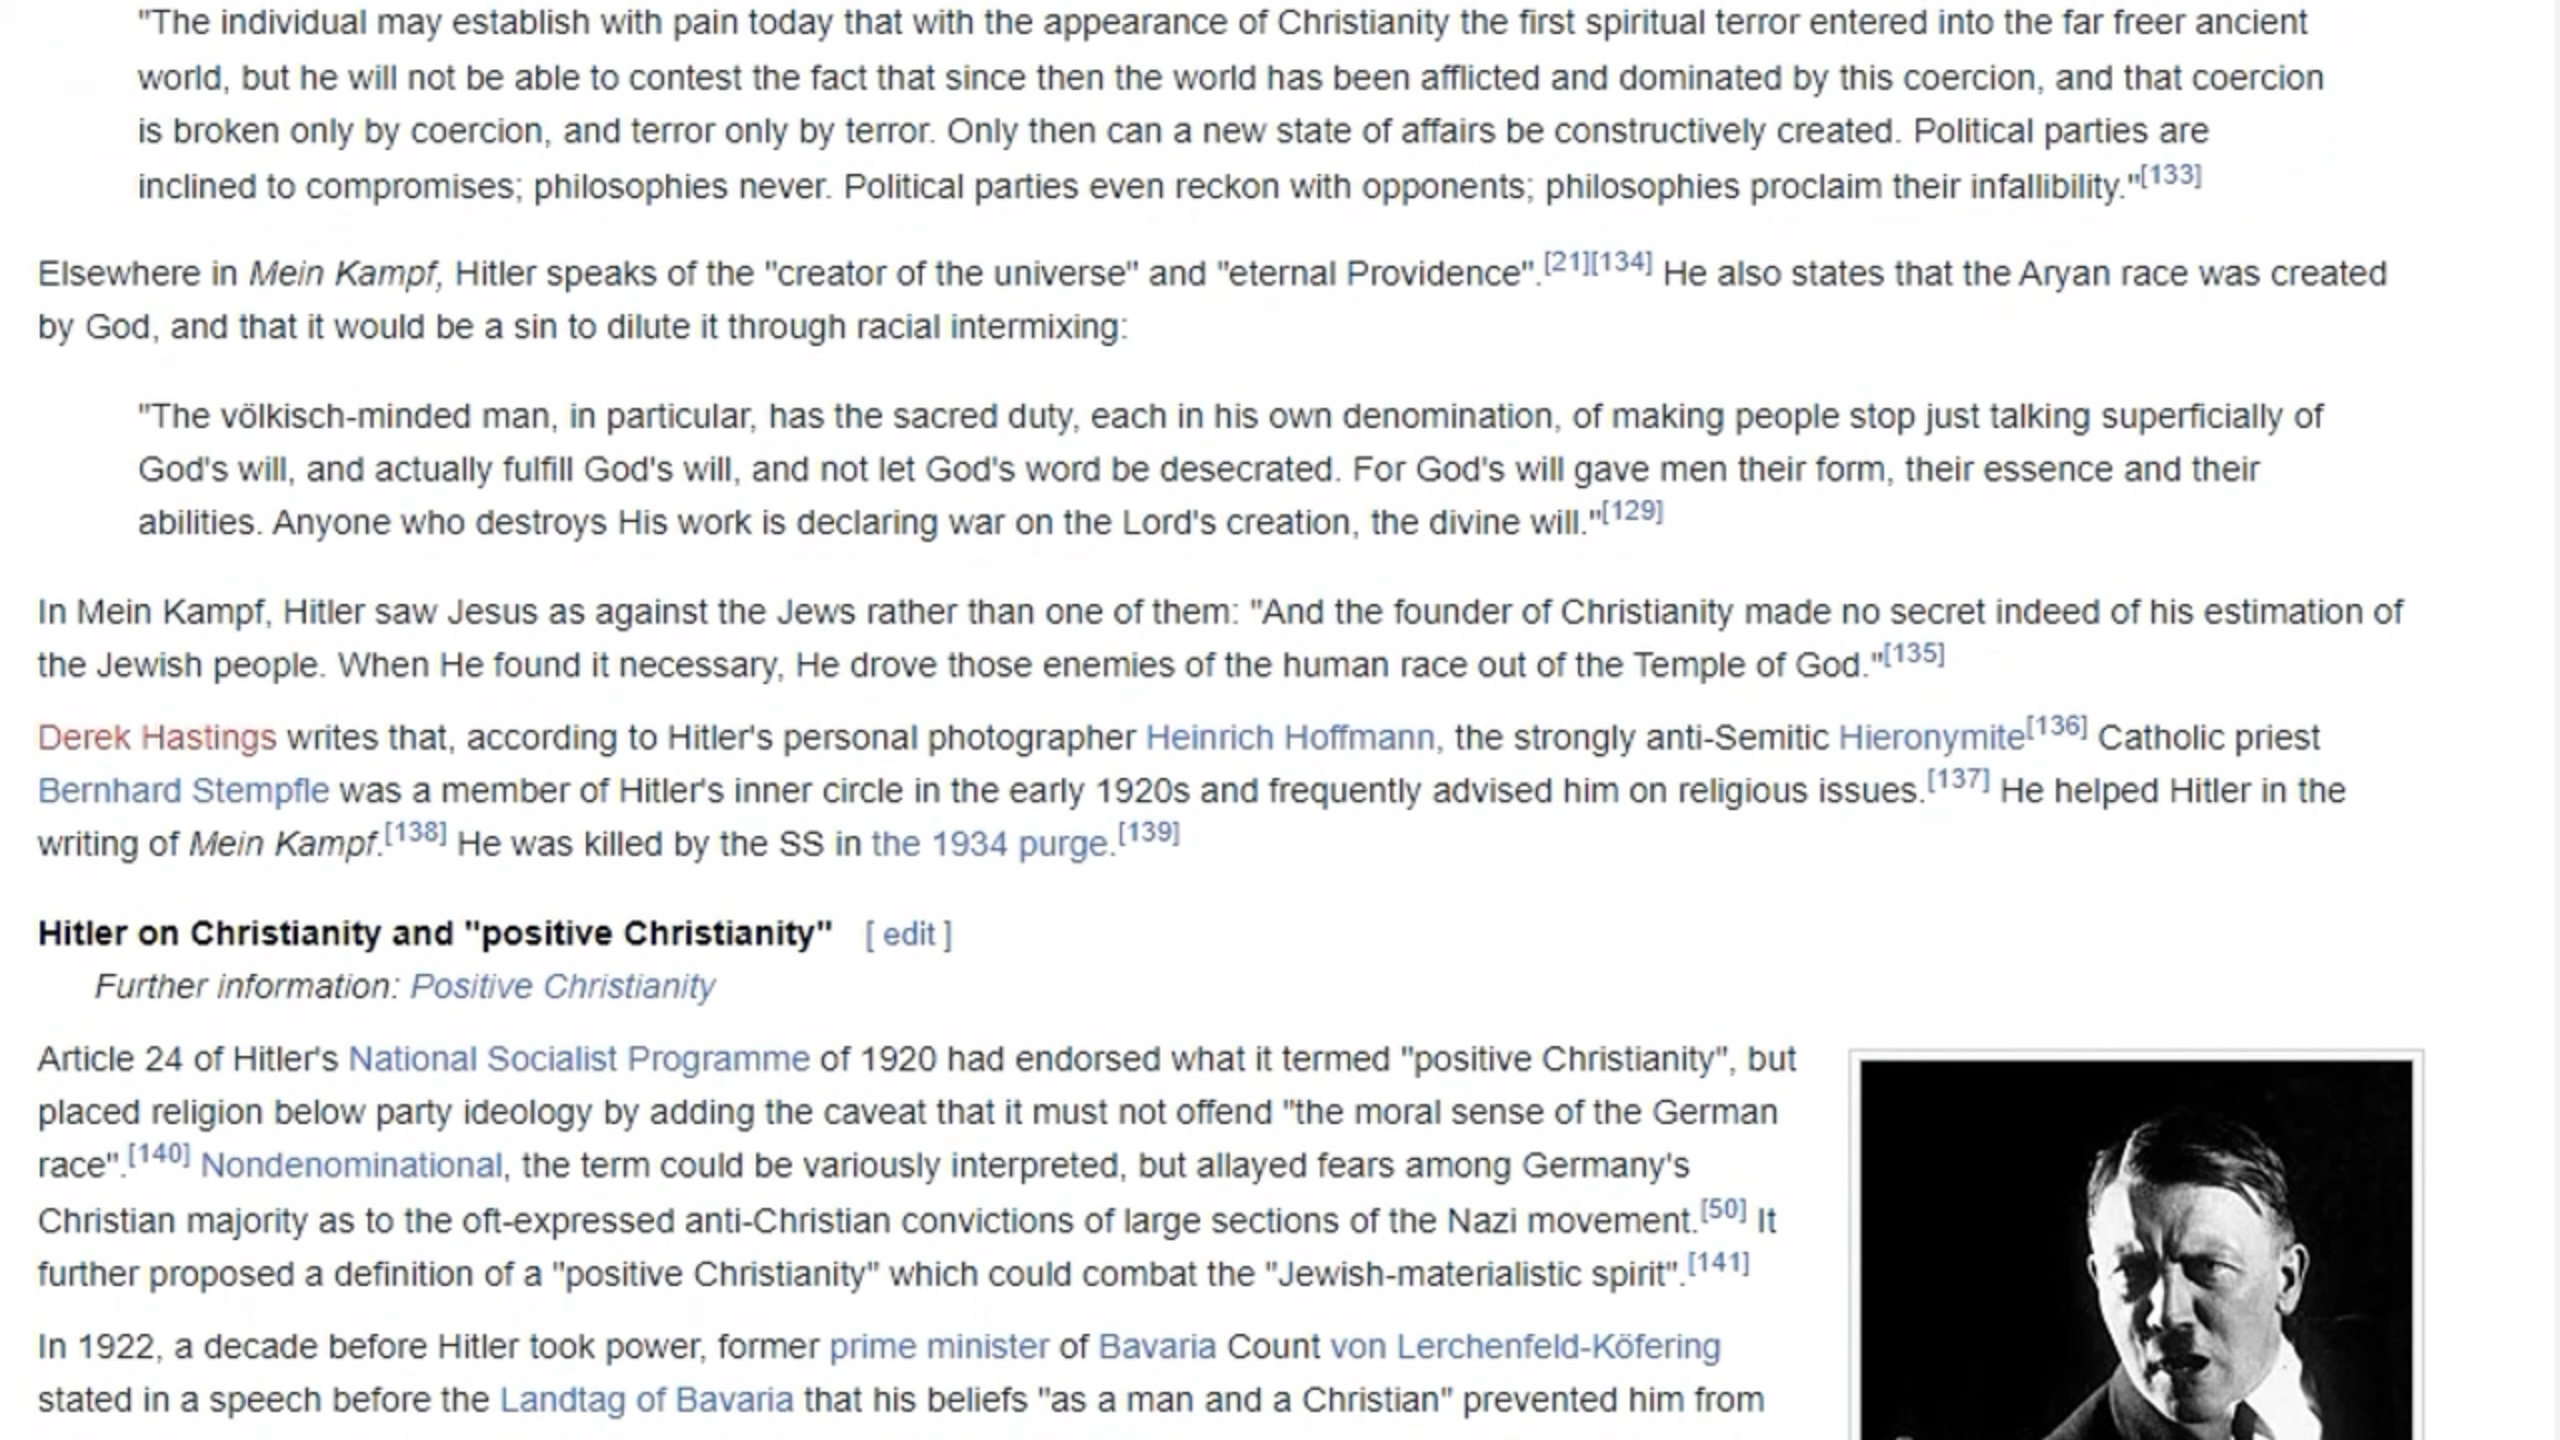 "The individual may establish with pain today that with the appearance of Christianity the first spiritual terror entered into the far freer ancient
world, but he will not be able to contest the fact that since then the world has been afflicted and dominated by this coercion, and that coercion
is broken only by coercion, and terror only by terror. Only then can a new state of affairs be constructively created. Political parties are
inclined to compromises; philosophies never. Political parties even reckon with opponents; philosophies proclaim their infallibility."[133]
Elsewhere in Mein Kampf, Hitler speaks of the "creator of the universe" and "eternal Providence".[21][134] He also states that the Aryan race was created
by God, and that it would be a sin to dilute it through racial intermixing:
"The völkisch-minded man, in particular, has the sacred duty, each in his own denomination, of making people stop just talking superficially of
God's will, and actually fulfill God's will, and not let God's word be desecrated. For God's will gave men their form, their essence and their
abilities. Anyone who destroys His work is declaring war on the Lord's creation, the divine will."[129]
In Mein Kampf, Hitler saw Jesus as against the Jews rather than one of them: "And the founder of Christianity made no secret indeed of his estimation of
the Jewish people. When He found it necessary, He drove those enemies of the human race out of the Temple of God."[135]
Derek Hastings writes that, according to Hitler's personal photographer Heinrich Hoffmann, the strongly anti-Semitic Hieronymite[136] Catholic priest
Bernhard Stempfle was a member of Hitler's inner circle in the early 1920s and frequently advised him on religious issues.[137] He helped Hitler in the
writing of Mein Kampf.[138] He was killed by the SS in the 1934 purge.[139]
Hitler on Christianity and "positive Christianity" [ edit ]
Further information: Positive Christianity
Article 24 of Hitler's National Socialist Programme of 1920 had endorsed what it termed "positive Christianity", but
placed religion below party ideology by adding the caveat that it must not offend "the moral sense of the German
race".[140] Nondenominational, the term could be variously interpreted, but allayed fears among Germany's
Christian majority as to the oft-expressed anti-Christian convictions of large sections of the Nazi movement.[50] It
further proposed a definition of a "positive Christianity" which could combat the "Jewish-materialistic spirit".[141]
In 1922, a decade before Hitler took power, former prime minister of Bavaria Count von Lerchenfeld-Köfering
stated in a speech before the Landtag of Bavaria that his beliefs "as a man and a Christian" prevented him from